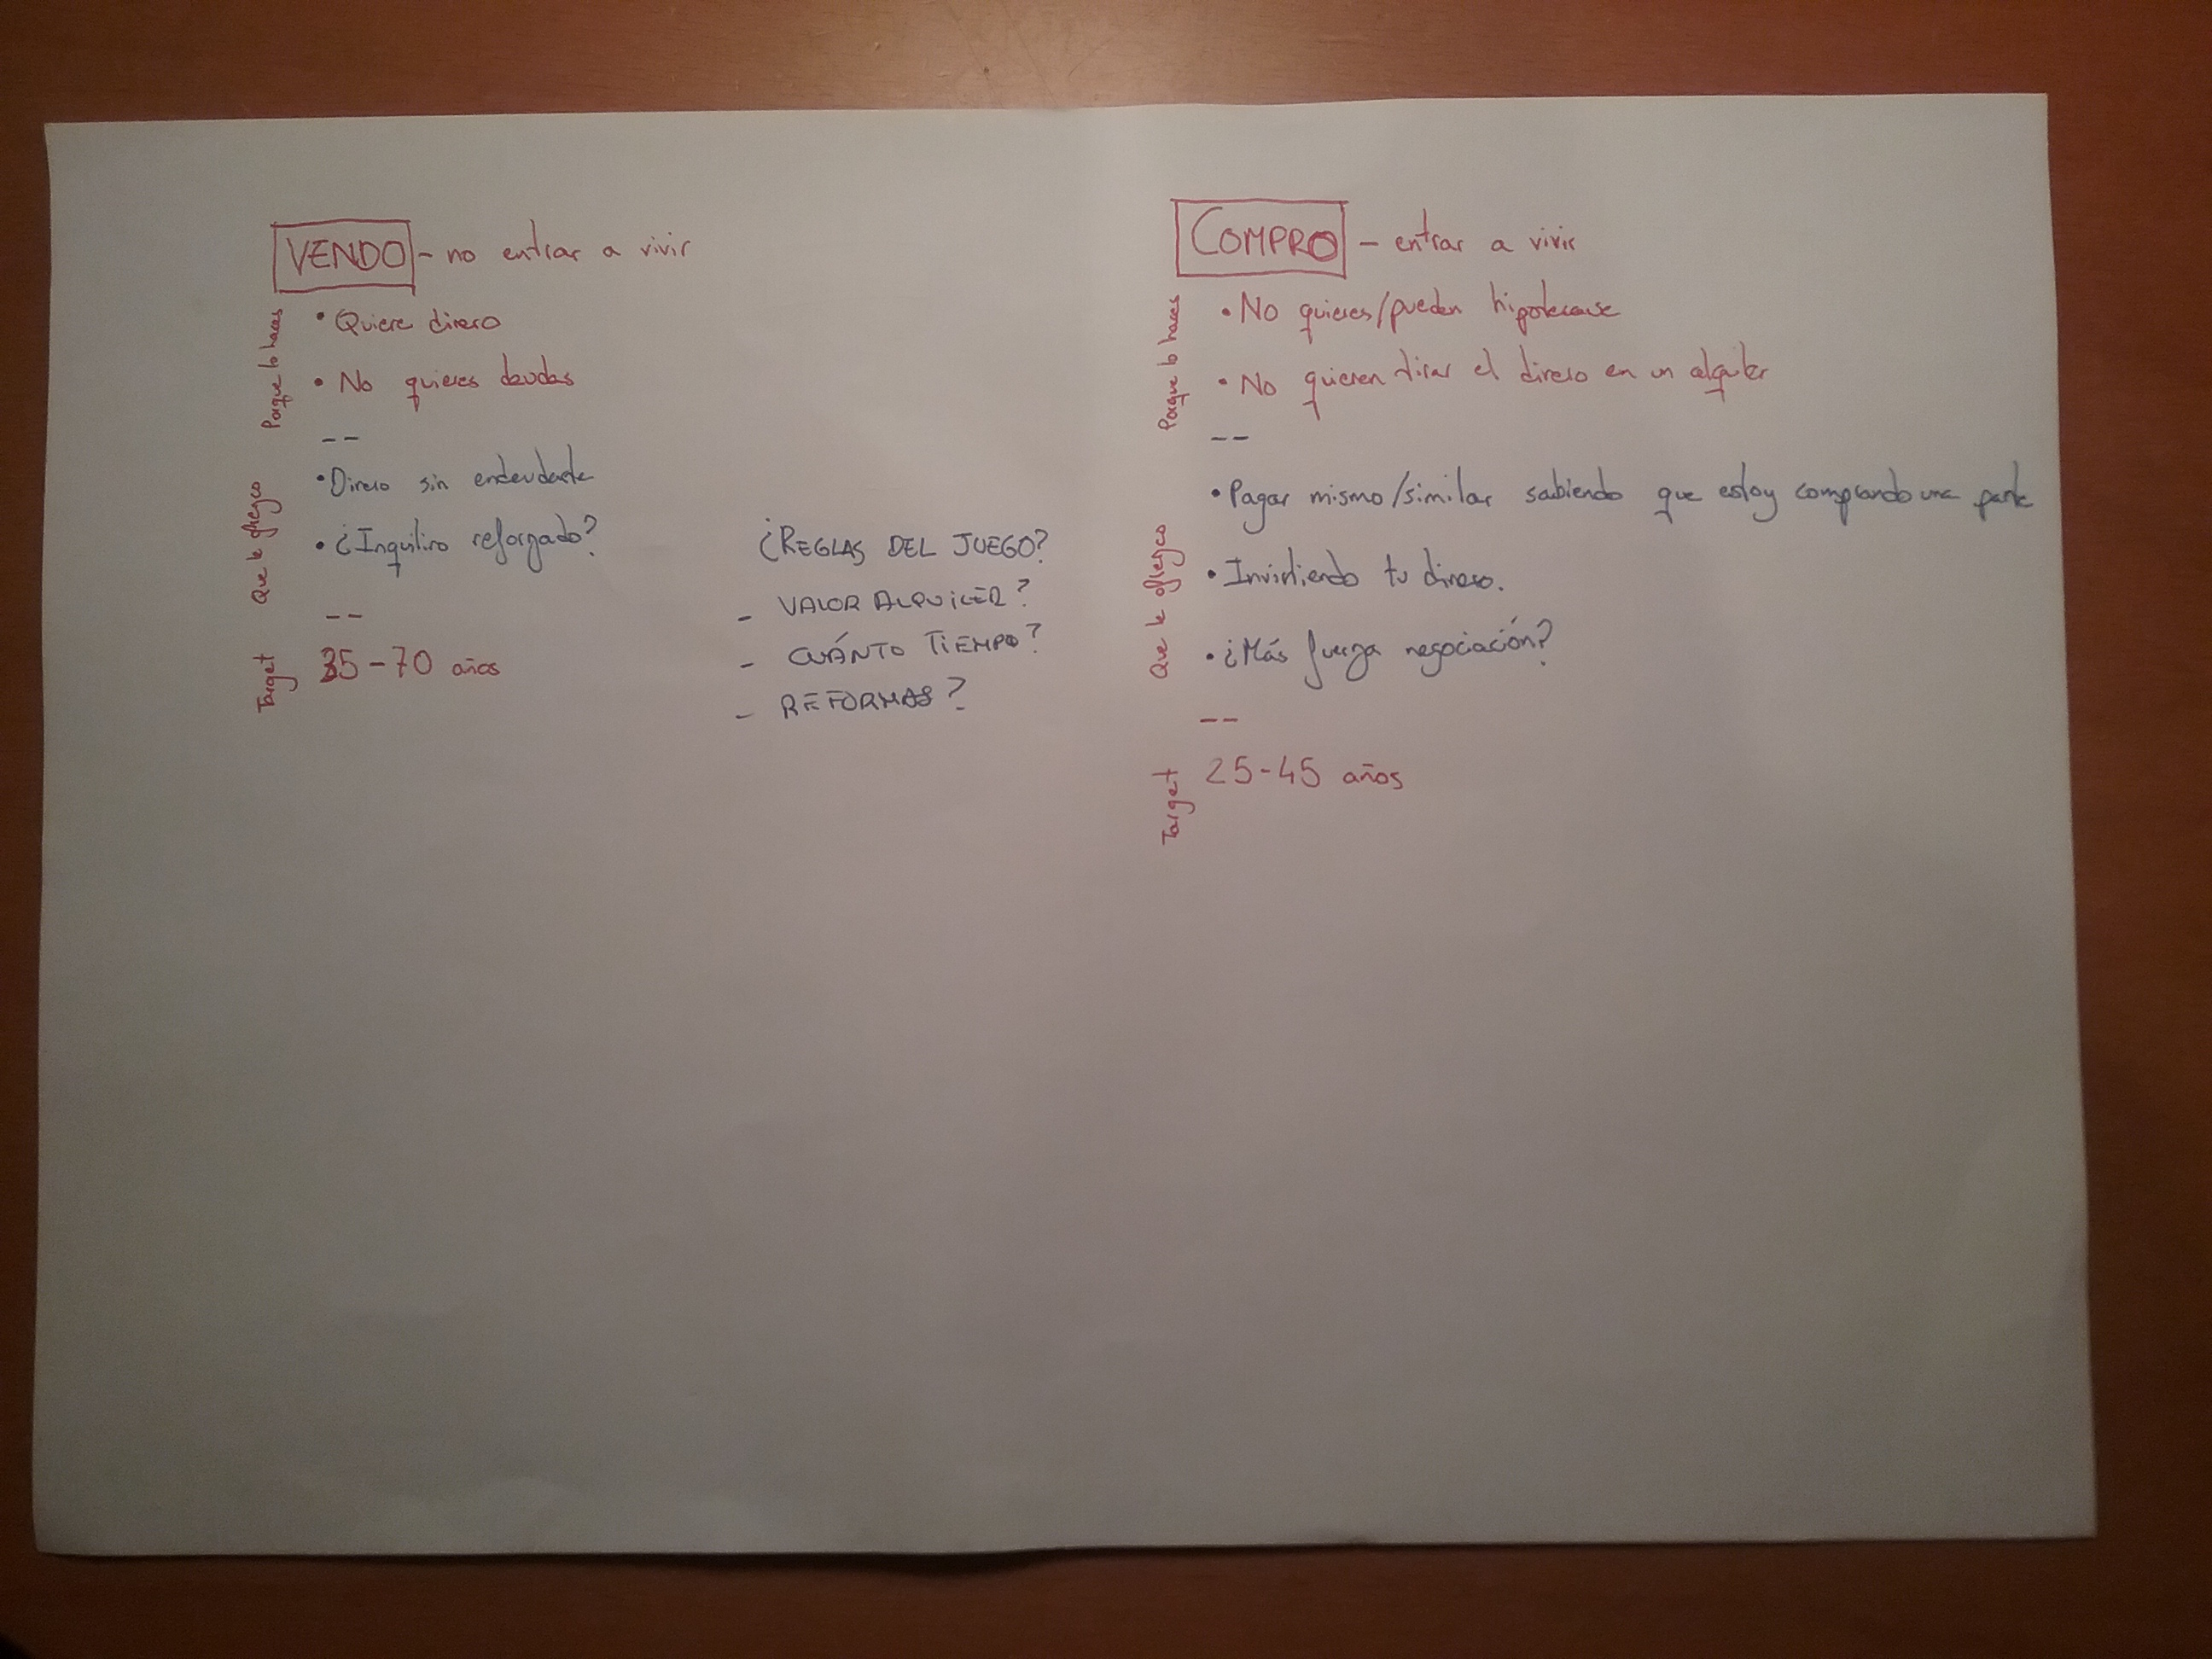 VENDO - no entrar a vivir
Porque lo haces
• Quiere dinero
• No quieres deudas
--
Que le ofrezco
• Dinero sin endeudarte
• ¿Inquilino reforzado?
--
Target
35-70 años
¿REGLAS DEL JUEGO?
- VALOR ALQUILER?
- CUÁNTO TIEMPO?
- REFORMAS?
COMPRO - entrar a vivir
Porque lo haces
• No quieres/pueden hipotecarse
• No quieren tirar el dinero en un alquiler
--
Que le ofrezco
• Pagar mismo/similar sabiendo que estoy comprando una parte
• Invirtiendo tu dinero.
• ¿Más fuerza negociación?
--
Target
25-45 años